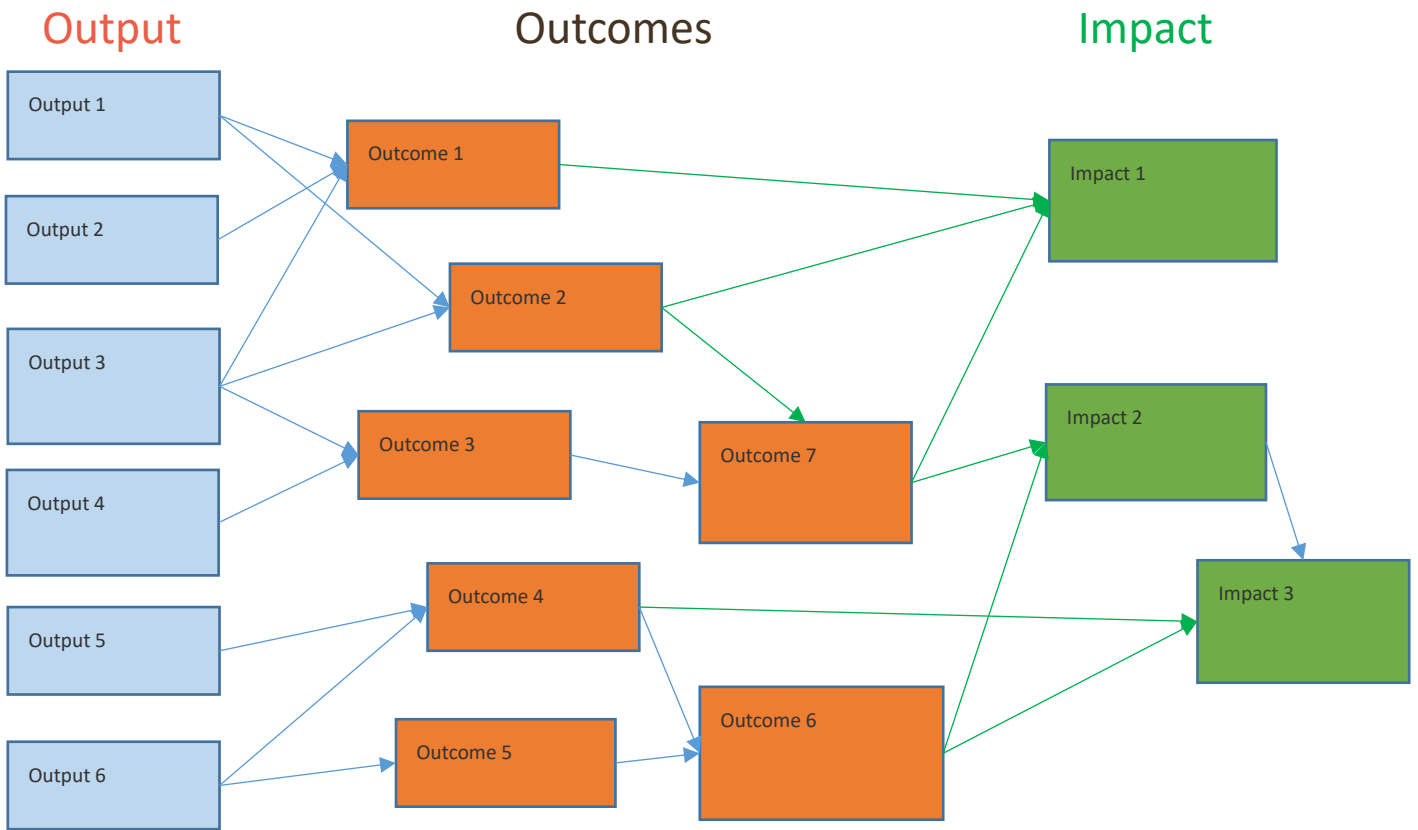 Output
Outcomes
Impact
Output 1
Output 2
Output 3
Output 4
Output 5
Output 6
Outcome 1
Outcome 2
Outcome 3
Outcome 4
Outcome 5
Outcome 7
Outcome 6
Impact 1
Impact 2
Impact 3